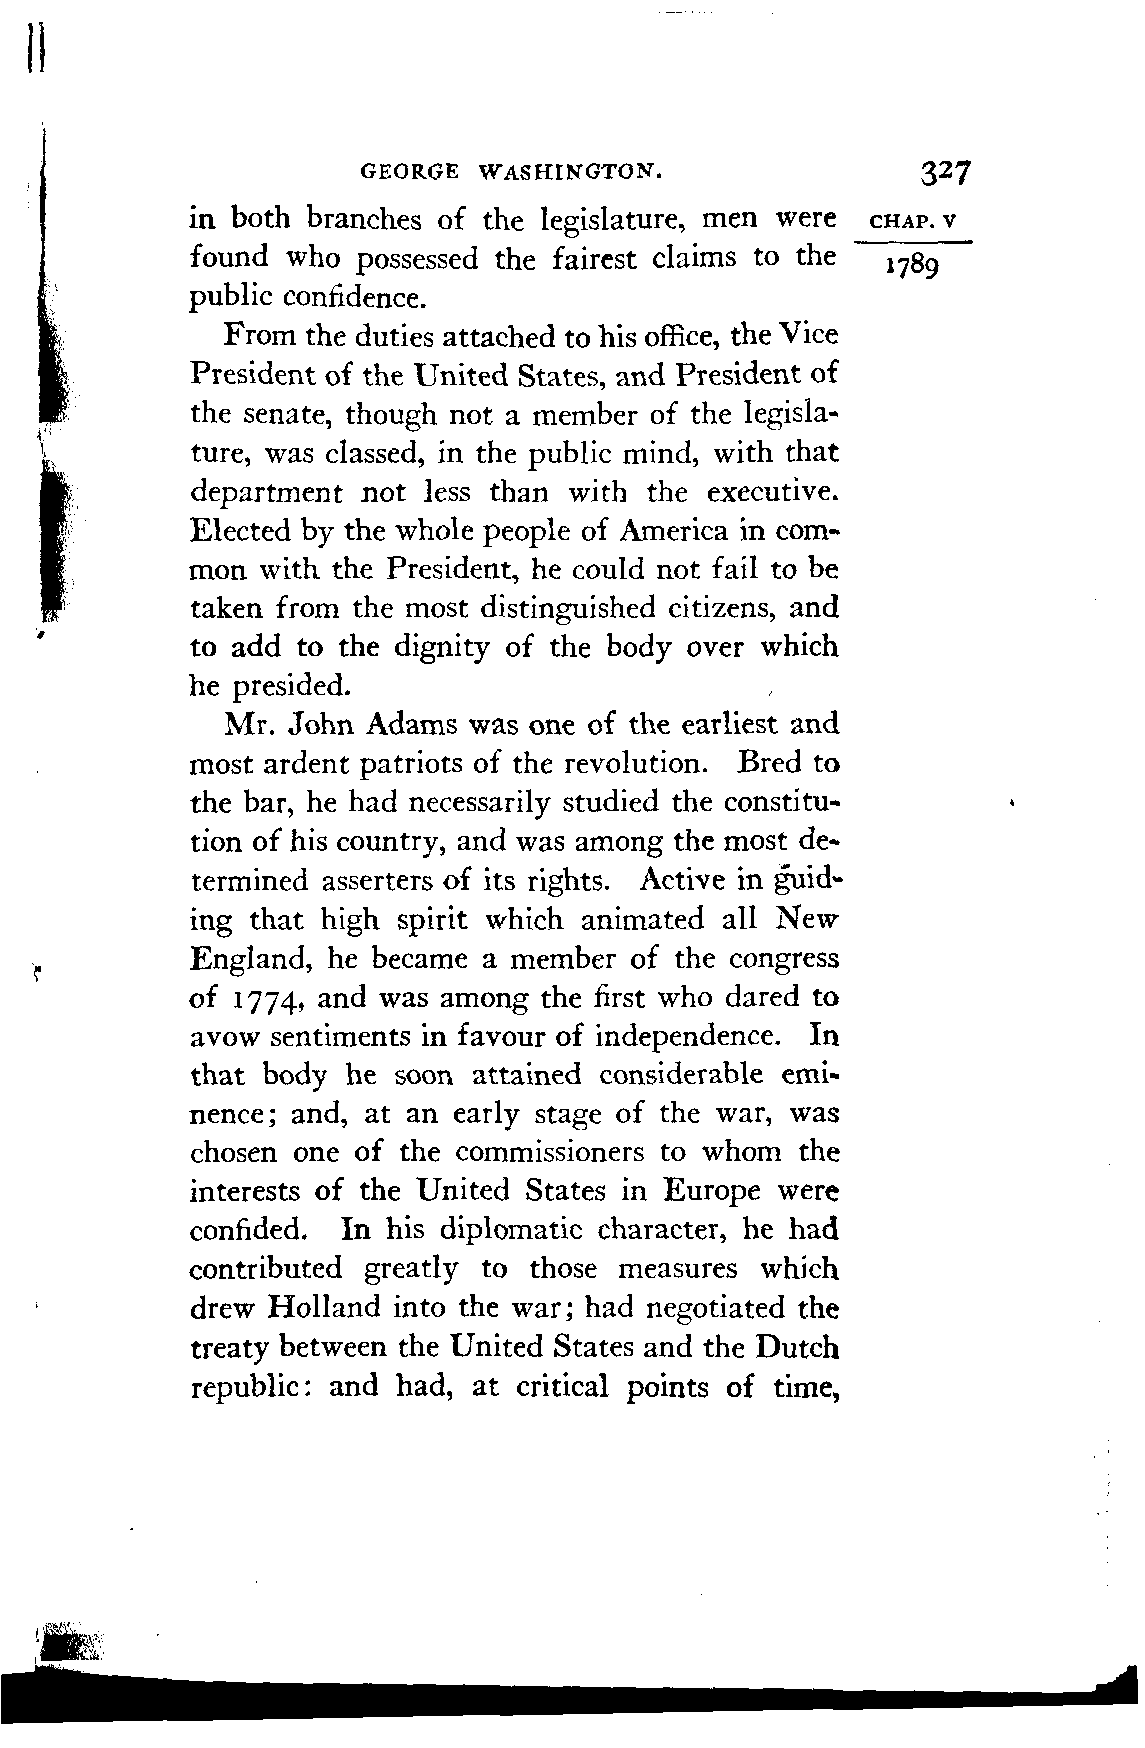 GEORGE WASHINGTON. 327
in both branches of the legislature, men were CHAP. V
found who possessed the fairest claims to the 1789
public confidence.
From the duties attached to his office, the Vice
President of the United States, and President of
the senate, though not a member of the legisla-
ture, was classed, in the public mind, with that
department not less than with the executive.
Elected by the whole people of America in com-
mon with the President, he could not fail to be
taken from the most distinguished citizens, and
to add to the dignity of the body over which
he presided.
Mr. John Adams was one of the earliest and
most ardent patriots of the revolution. Bred to
the bar, he had necessarily studied the constitu-
tion of his country, and was among the most de-
termined asserters of its rights. Active in guid-
ing that high spirit which animated all New
England, he became a member of the congress
of 1774, and was among the first who dared to
avow sentiments in favour of independence. In
that body he soon attained considerable emi-
nence; and, at an early stage of the war, was
chosen one of the commissioners to whom the
interests of the United States in Europe were
confided. In his diplomatic character, he had
contributed greatly to those measures which
drew Holland into the war; had negotiated the
treaty between the United States and the Dutch
republic: and had, at critical points of time,